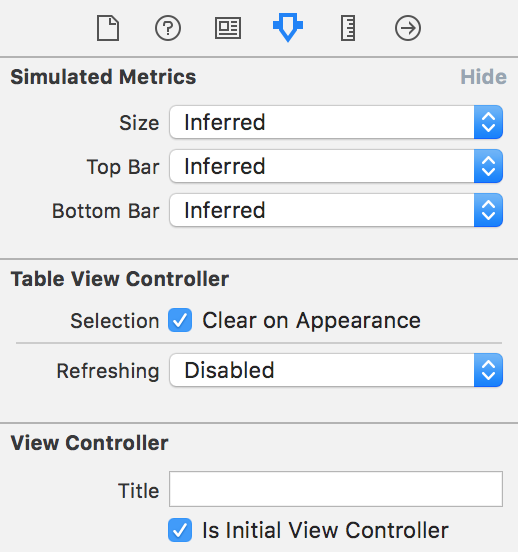 Simulated Metrics Hide
Size Inferred
Top Bar Inferred
Bottom Bar Inferred
Table View Controller
Selection Clear on Appearance
Refreshing Disabled
View Controller
Title
Is Initial View Controller